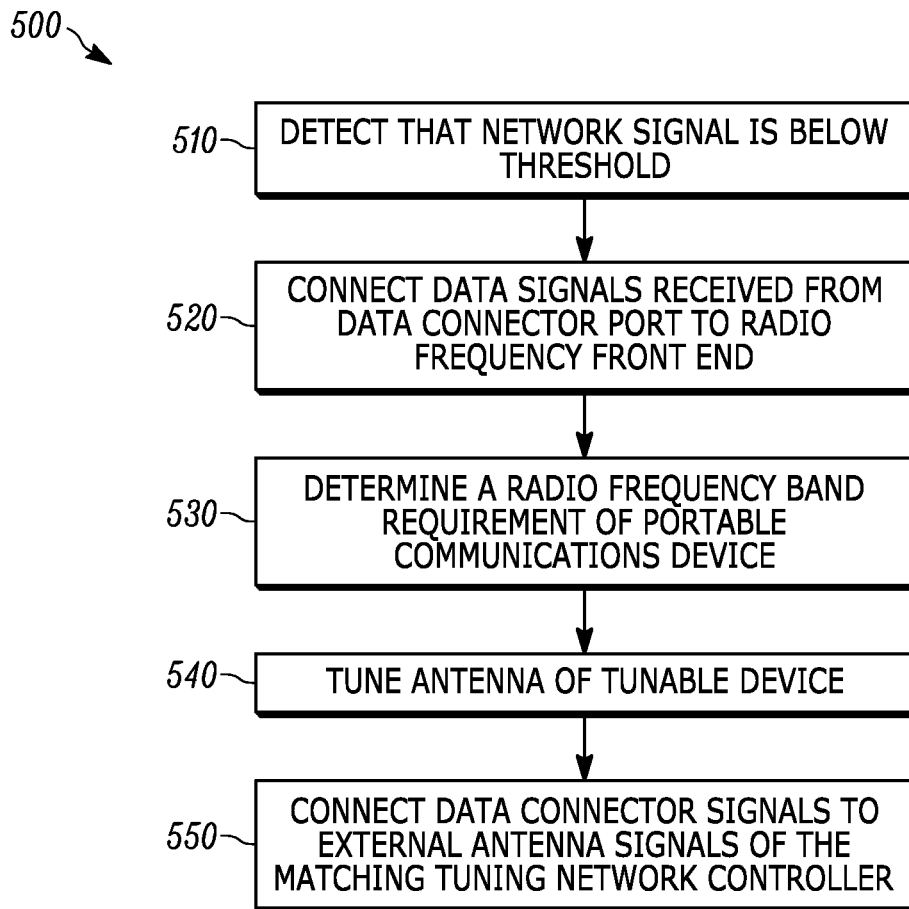 500
510
DETECT THAT NETWORK SIGNAL IS BELOW
THRESHOLD
520
CONNECT DATA SIGNALS RECEIVED FROM
DATA CONNECTOR PORT TO RADIO
FREQUENCY FRONT END
530
DETERMINE A RADIO FREQUENCY BAND
REQUIREMENT OF PORTABLE
COMMUNICATIONS DEVICE
540
TUNE ANTENNA OF TUNABLE DEVICE
550
CONNECT DATA CONNECTOR SIGNALS TO
EXTERNAL ANTENNA SIGNALS OF THE
MATCHING TUNING NETWORK CONTROLLER